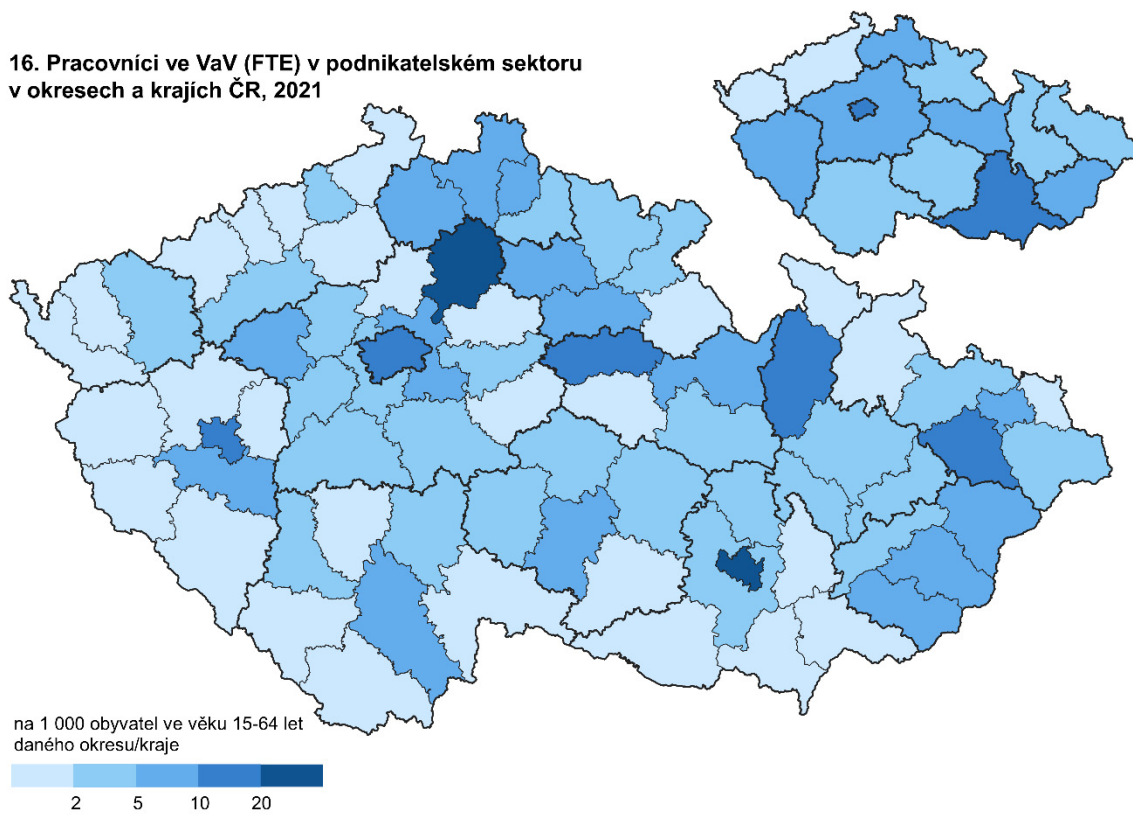 16. Pracovníci ve VaV (FTE) v podnikatelském sektoru
v okresech a krajích ČR, 2021
na 1 000 obyvatel ve věku 15-64 let
daného okresu/kraje
2 5 10 20